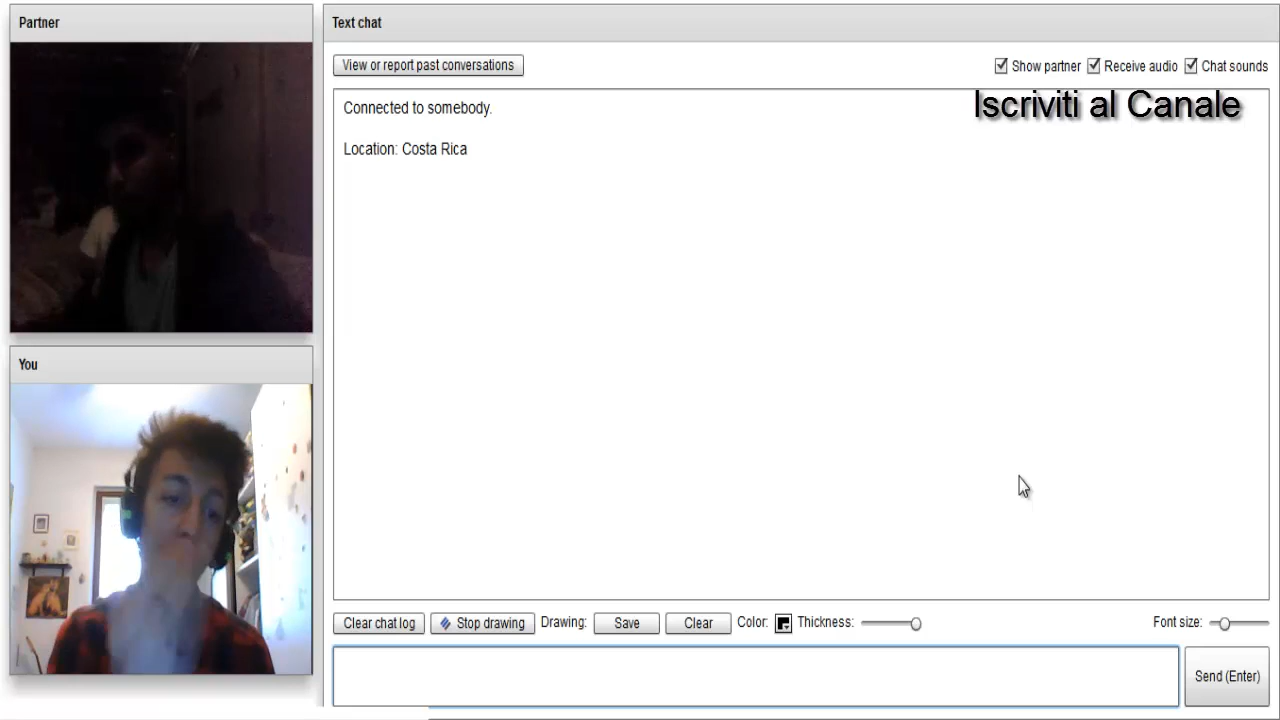 Partner
Text chat
View or report past conversations
Show partner
Receive audio
Chat sounds
Iscriviti al Canale
Connected to somebody.
Location: Costa Rica
You
Clear chat log
Stop drawing
Drawing:
Save
Clear
Color:
Thickness:
Font size:
Send (Enter)